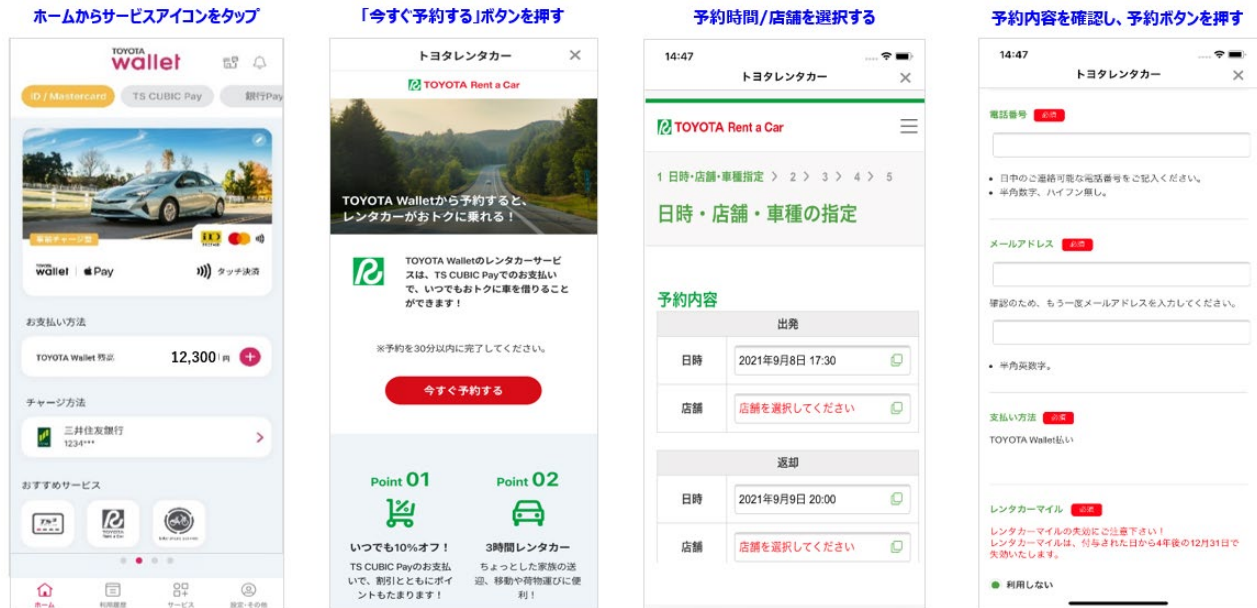 ホームからサービスアイコンをタップ
TOYOTA
wallet
iD / Mastercard
TS CUBIC Pay
銀行Pay
事前チャージ型
wallet
Pay
タッチ決済
お支払い方法
TOYOTA Wallet 残高
12,300 円
チャージ方法
三井住友銀行
1234***
おすすめサービス
TS3
TOYOTA
Rent a Car
ホーム
利用履歴
サービス
設定・その他
「今すぐ予約する」ボタンを押す
トヨタレンタカー
TOYOTA Rent a Car
TOYOTA Walletから予約すると、
レンタカーがおトクに乗れる！
TOYOTA Walletのレンタカーサービ
スは、TS CUBIC Payでのお支払い
で、いつでもおトクに車を借りること
ができます！
※予約を30分以内に完了してください。
今すぐ予約する
Point 01
いつでも10%オフ！
TS CUBIC Payのお支払
いで、割引とともにポイ
ントもたまります！
Point 02
3時間レンタカー
ちょっとした家族の送
迎、移動や荷物運びに便
利！
予約時間/店舗を選択する
14:47
トヨタレンタカー
TOYOTA Rent a Car
1 日時・店舗・車種指定 > 2 > 3 > 4 > 5
日時・店舗・車種の指定
予約内容
出発
日時
2021年9月8日 17:30
店舗
店舗を選択してください
返却
日時
2021年9月9日 20:00
店舗
店舗を選択してください
予約内容を確認し、予約ボタンを押す
14:47
トヨタレンタカー
電話番号 必須
• 日中のご連絡可能な電話番号をご記入ください。
• 半角数字、ハイフン無し。
メールアドレス 必須
確認のため、もう一度メールアドレスを入力してください。
• 半角英数字。
支払い方法 必須
TOYOTA Wallet払い
レンタカーマイル 必須
レンタカーマイルの失効にご注意下さい！
レンタカーマイルは、付与された日から4年後の12月31日で
失効いたします。
利用しない